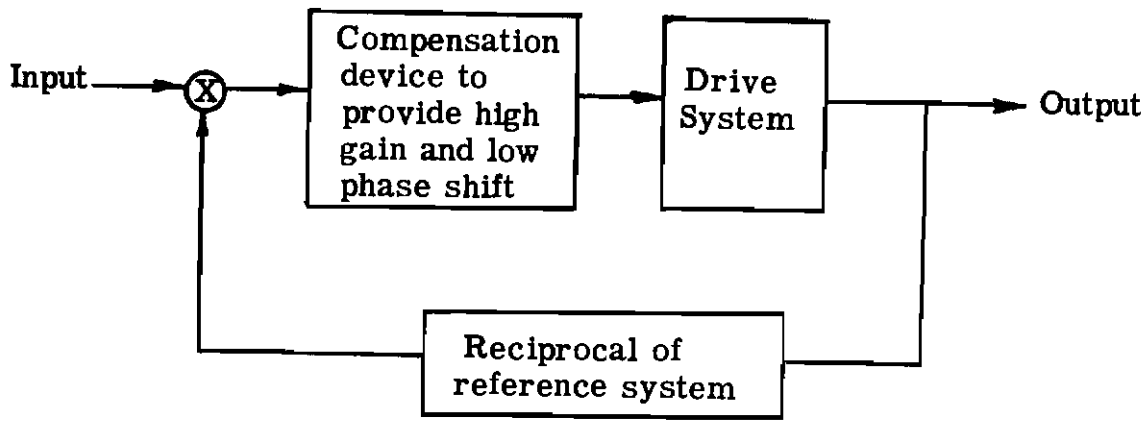 Input
X
Compensation
device to
provide high
gain and low
phase shift
Drive
System
Output
Reciprocal of
reference system